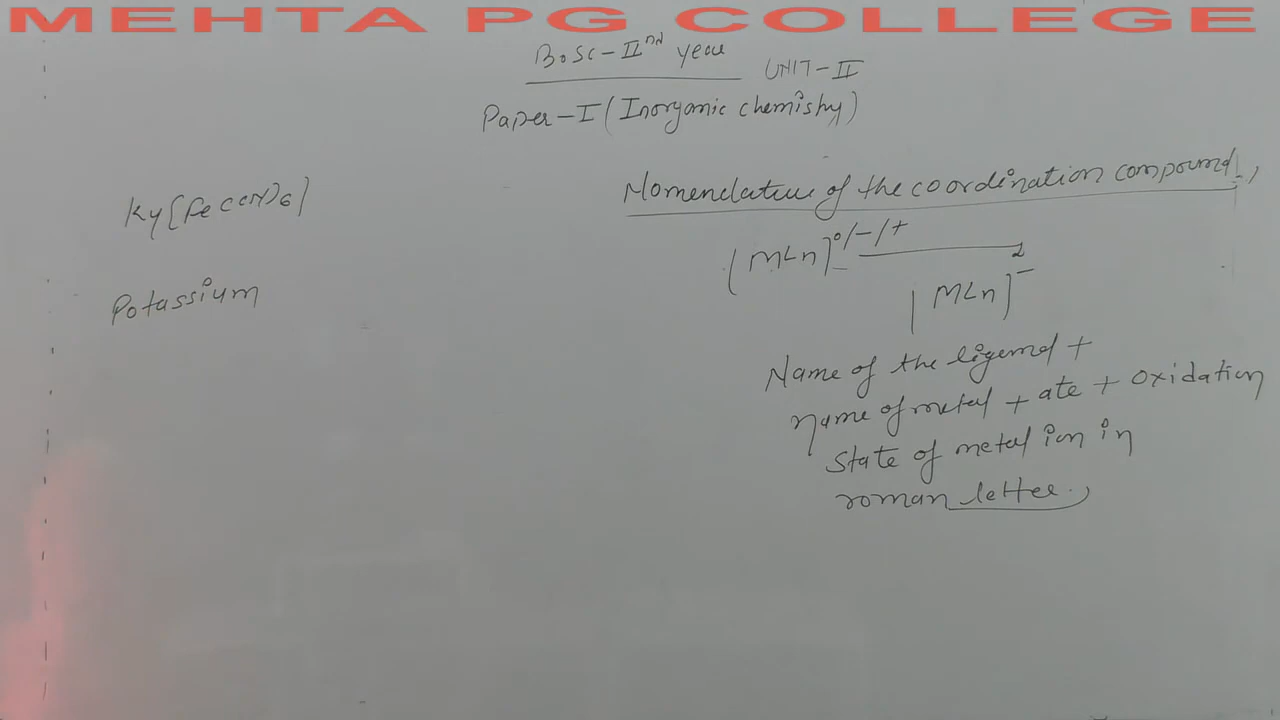 MEHTA PG COLLEGE
B.Sc-IInd year
UNIT-II
Paper-I (Inorganic chemistry)
K4[Fe(CN)6]
Potassium
Nomenclature of the coordination compound
[MLn]0/-/+
[MLn]-
Name of the ligand +
name of metal + ate + oxidation
state of metal ion in
roman letter